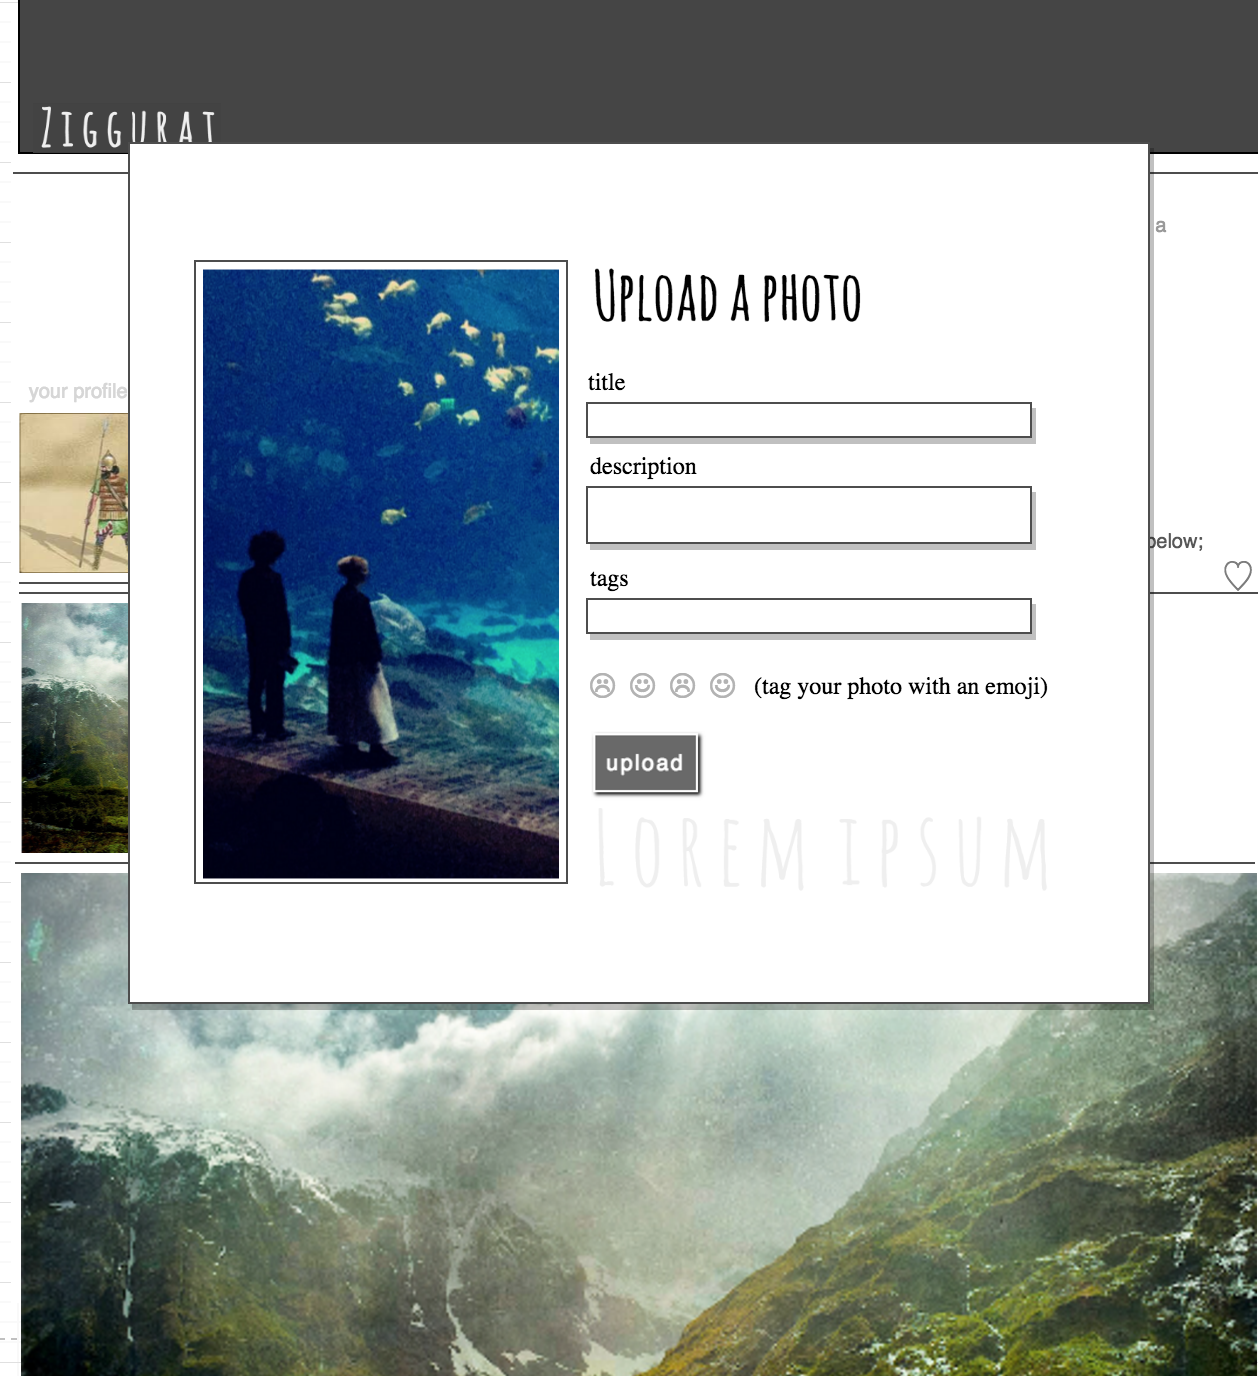 ZIGGURAT
a
UPLOAD A PHOTO
title
your profile
description
below;
tags
(tag your photo with an emoji)
upload
LOREM IPSUM